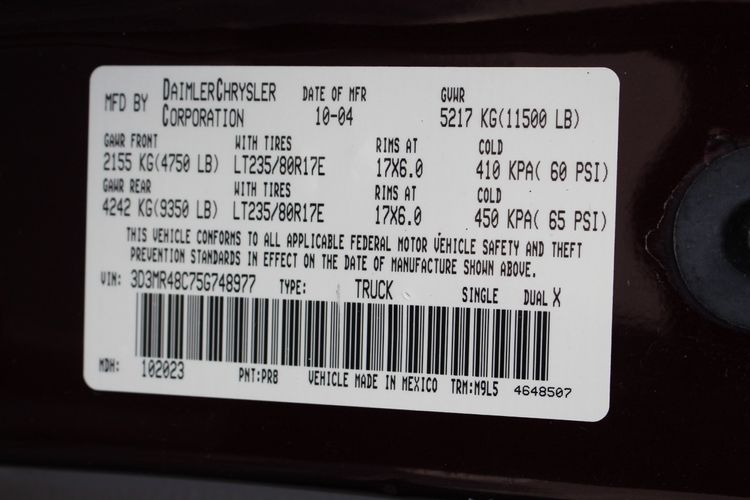 MFD BY DAIMLERCHRYSLER CORPORATION DATE OF MFR 10-04 GVWR 5217 KG(11500 LB)
GAWR FRONT WITH TIRES RIMS AT COLD
2155 KG(4750 LB) LT235/80R17E 17X6.0 410 KPA( 60 PSI)
GAWR REAR WITH TIRES RIMS AT COLD
4242 KG(9350 LB) LT235/80R17E 17X6.0 450 KPA( 65 PSI)
THIS VEHICLE CONFORMS TO ALL APPLICABLE FEDERAL MOTOR VEHICLE SAFETY AND THEFT
PREVENTION STANDARDS IN EFFECT ON THE DATE OF MANUFACTURE SHOWN ABOVE.
VIN: 3D3MR48C75G748977 TYPE: TRUCK SINGLE DUAL X
MDH: 102023 PNT:PR8 VEHICLE MADE IN MEXICO TRM:M9L5 4648507